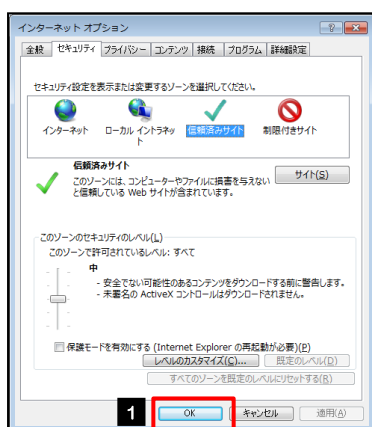 インターネット オプション
全般 セキュリティ プライバシー コンテンツ 接続 プログラム 詳細設定
セキュリティ設定を表示または変更するゾーンを選択してください。
インターネット ローカル イントラネット 信頼済みサイト 制限付きサイト
信頼済みサイト
サイト(S)
このゾーンには、コンピューターやファイルに損害を与えない
と信頼している Web サイトが含まれています。
このゾーンのセキュリティのレベル(L)
このゾーンで許可されているレベル: すべて
中
- 安全でない可能性のあるコンテンツをダウンロードする前に警告します。
- 未署名の ActiveX コントロールはダウンロードされません。
保護モードを有効にする (Internet Explorer の再起動が必要)(P)
レベルのカスタマイズ(C)... 既定のレベル(D)
すべてのゾーンを既定のレベルにリセットする(R)
1 OK キャンセル 適用(A)